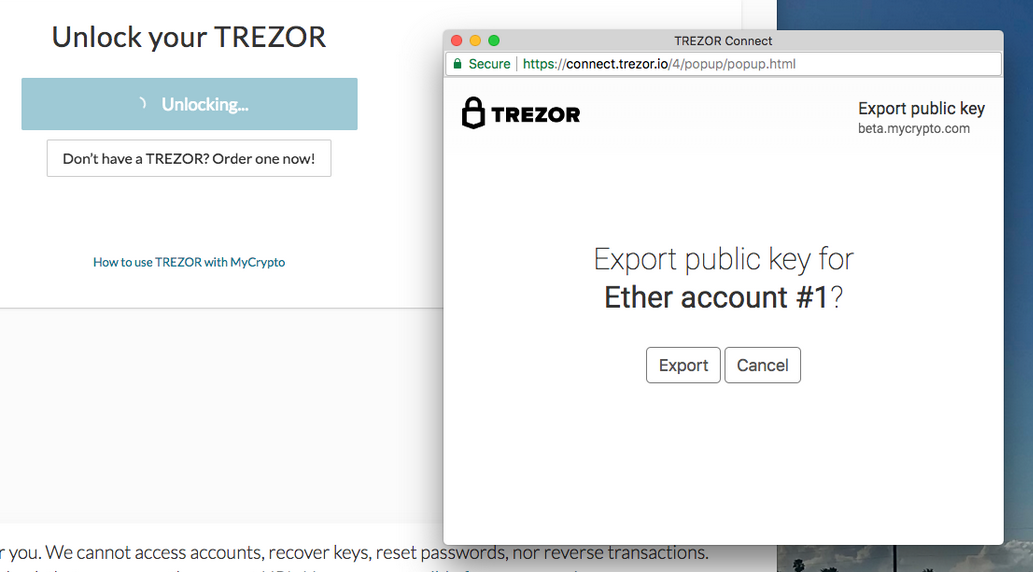 Unlock your TREZOR
Unlocking...
Don't have a TREZOR? Order one now!
How to use TREZOR with MyCrypto
r you. We cannot access accounts, recover keys, reset passwords, nor reverse transactions.
TREZOR Connect
Secure | https://connect.trezor.io/4/popup/popup.html
TREZOR
Export public key
beta.mycrypto.com
Export public key for
Ether account #1?
Export
Cancel